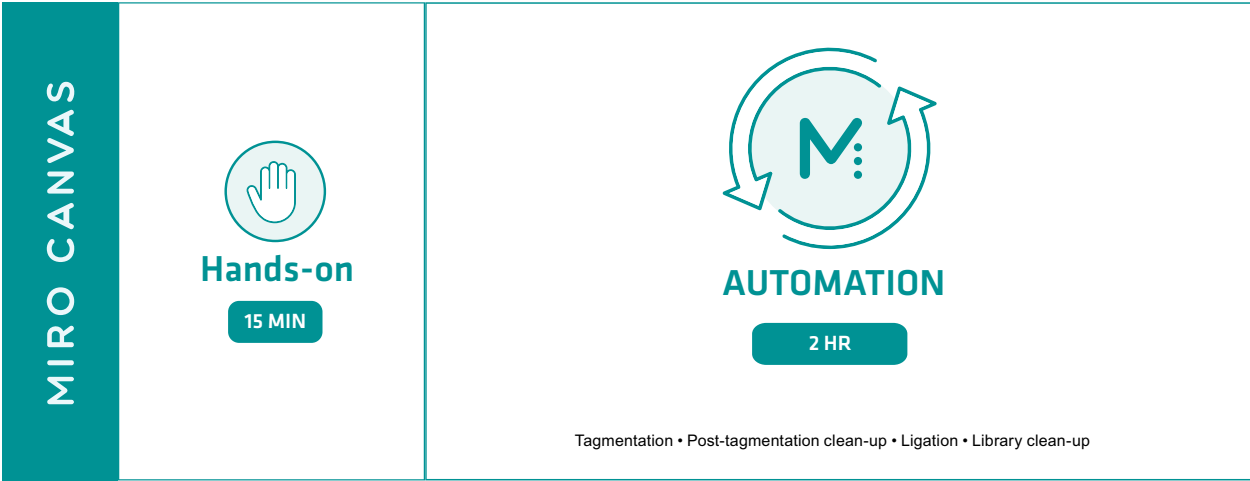 MIRO CANVAS
Hands-on
15 MIN
M
AUTOMATION
2 HR
Tagmentation • Post-tagmentation clean-up • Ligation • Library clean-up